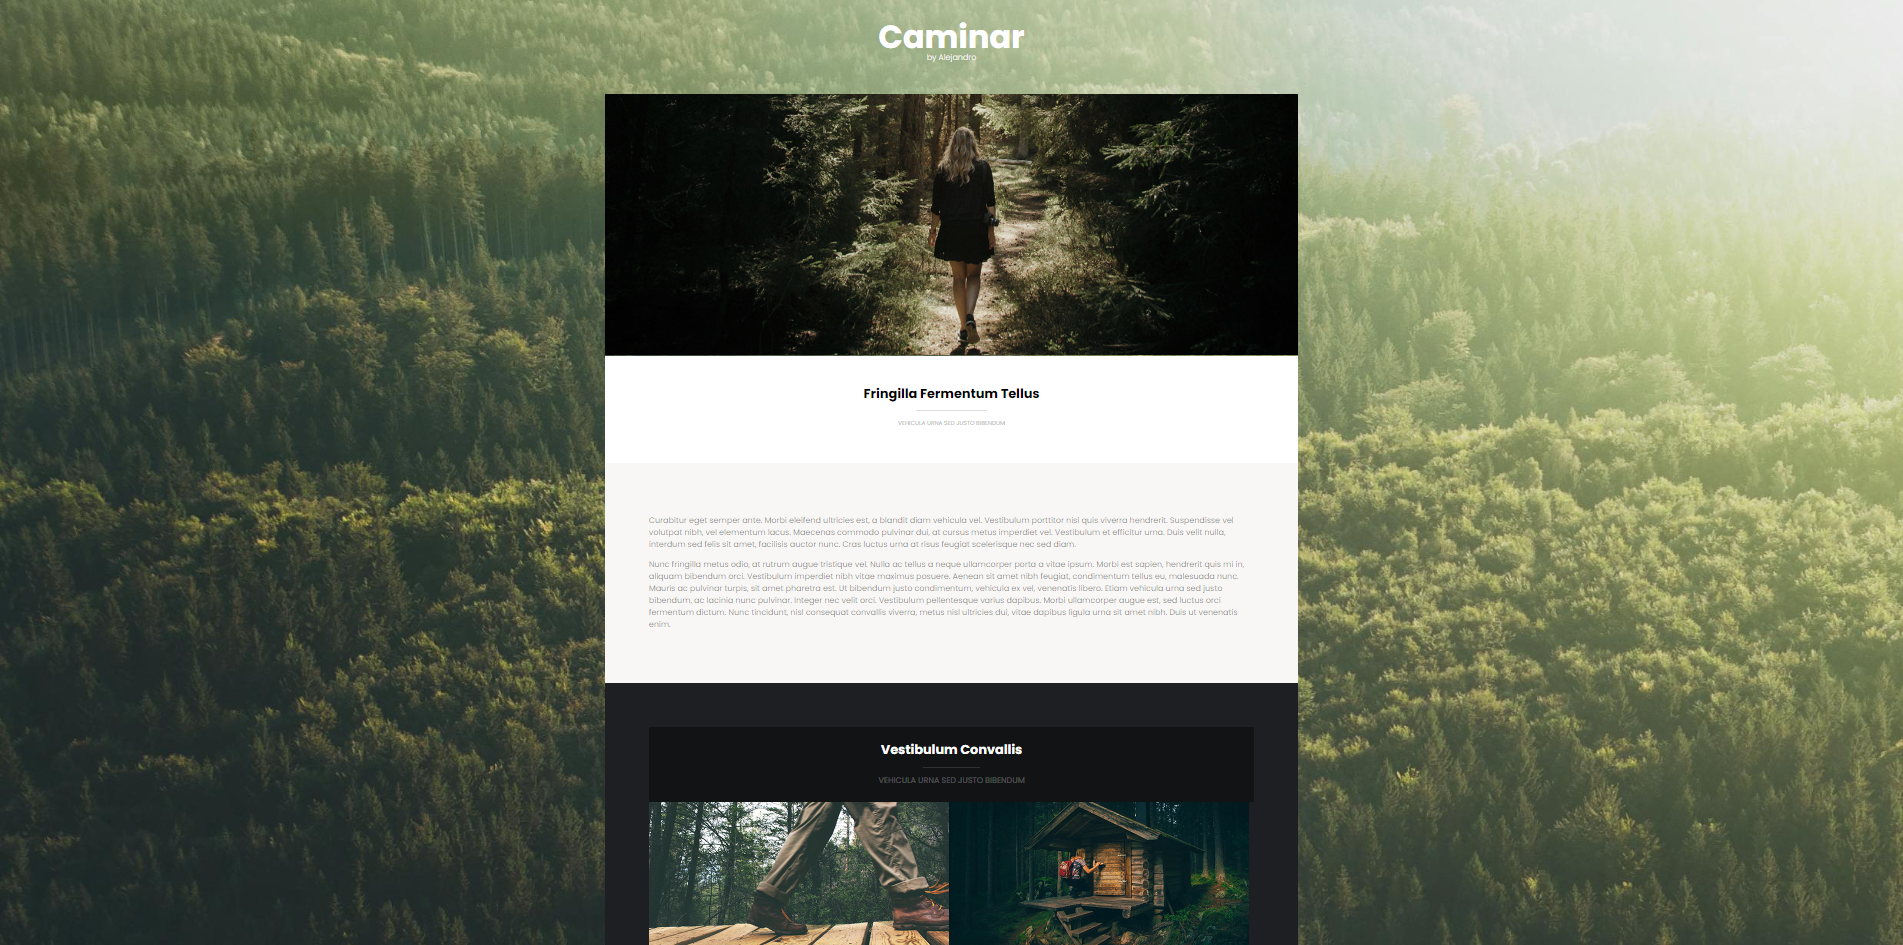 Caminar
by Alejandro
Fringilla Fermentum Tellus
VEHICULA URNA SED JUSTO BIBENDUM
Curabitur eget semper ante. Morbi eleifend ultricies est, a blandit diam vehicula vel. Vestibulum porttitor nisi quis viverra hendrerit. Suspendisse vel
volutpat nibh, vel elementum lacus. Maecenas commodo pulvinar dui, at cursus metus imperdiet vel. Vestibulum et efficitur urna. Duis velit nulla,
interdum sed felis sit amet, facilisis auctor nunc. Cras luctus urna at risus feugiat scelerisque nec sed diam.
Nunc fringilla metus odio, at rutrum augue tristique vel. Nulla ac tellus a neque ullamcorper porta a vitae ipsum. Morbi est sapien, hendrerit quis mi in,
aliquam bibendum orci. Vestibulum imperdiet nibh vitae maximus posuere. Aenean sit amet nibh feugiat, condimentum tellus eu, malesuada nunc.
Mauris ac pulvinar turpis, sit amet pharetra est. Ut bibendum justo condimentum, vehicula ex vel, venenatis libero. Etiam vehicula urna sed justo
bibendum, ac lacinia nunc pulvinar. Integer nec velit orci. Vestibulum pellentesque varius dapibus. Morbi ullamcorper augue est, sed luctus orci
fermentum dictum. Nunc tincidunt, nisl consequat convallis viverra, metus nisl ultricies dui, vitae dapibus ligula urna sit amet nibh. Duis ut venenatis
enim.
Vestibulum Convallis
VEHICULA URNA SED JUSTO BIBENDUM